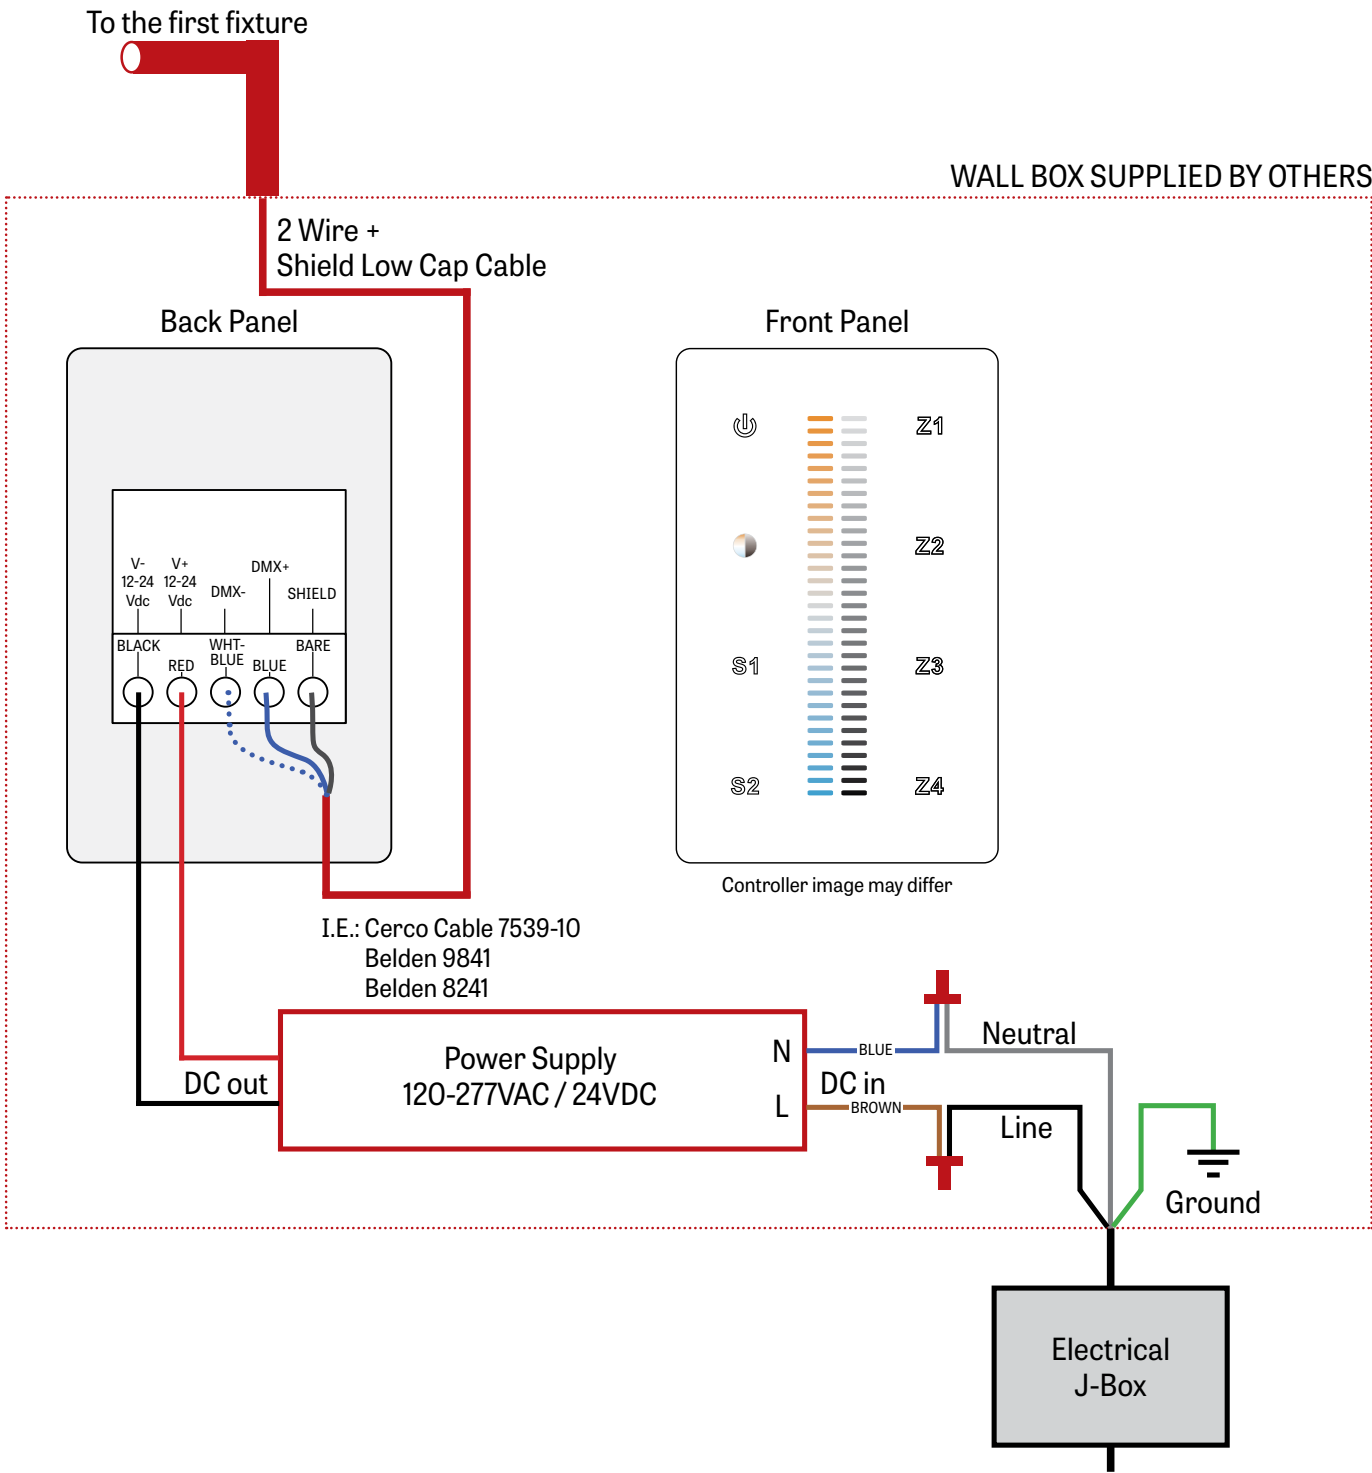 To the first fixture
WALL BOX SUPPLIED BY OTHERS
2 Wire +
Shield Low Cap Cable
Back Panel
Front Panel
V-
12-24
Vdc
V+
12-24
Vdc
DMX-
DMX+
SHIELD
BLACK
RED
WHT-
BLUE
BLUE
BARE
Z1
Z2
S1
Z3
S2
Z4
Controller image may differ
I.E.: Cerco Cable 7539-10
Belden 9841
Belden 8241
Power Supply
120-277VAC / 24VDC
DC out
N
L
DC in
BLUE
BROWN
Neutral
Line
Ground
Electrical
J-Box